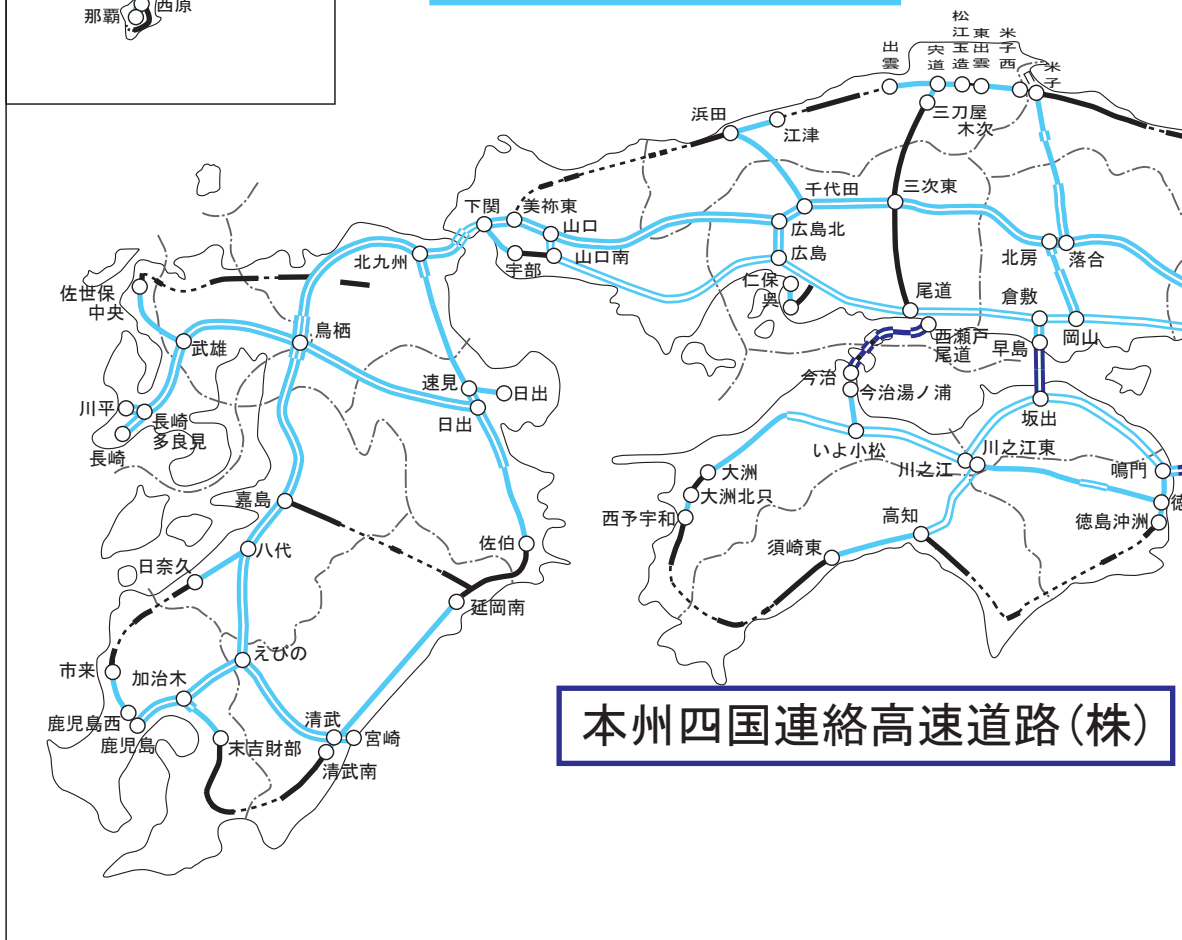 西原
那覇
出雲
宍道
松江玉造
東出雲
米子西
米子
浜田
江津
三刀屋
木次
千代田
三次東
下関
美祢東
山口
広島北
北九州
宇部
山口南
広島
北房
落合
佐世保
中央
仁保
呉
尾道
倉敷
岡山
武雄
鳥栖
西瀬戸
尾道
早島
今治
速見
日出
今治湯ノ浦
川平
長崎
多良見
日出
坂出
長崎
いよ小松
川之江
川之江東
鳴門
大洲
大洲北只
嘉島
西予宇和
高知
徳島沖洲
八代
佐伯
須崎東
日奈久
延岡南
えびの
市来
加治木
鹿児島西
鹿児島
清武
宮崎
末吉財部
清武南
本州四国連絡高速道路(株)